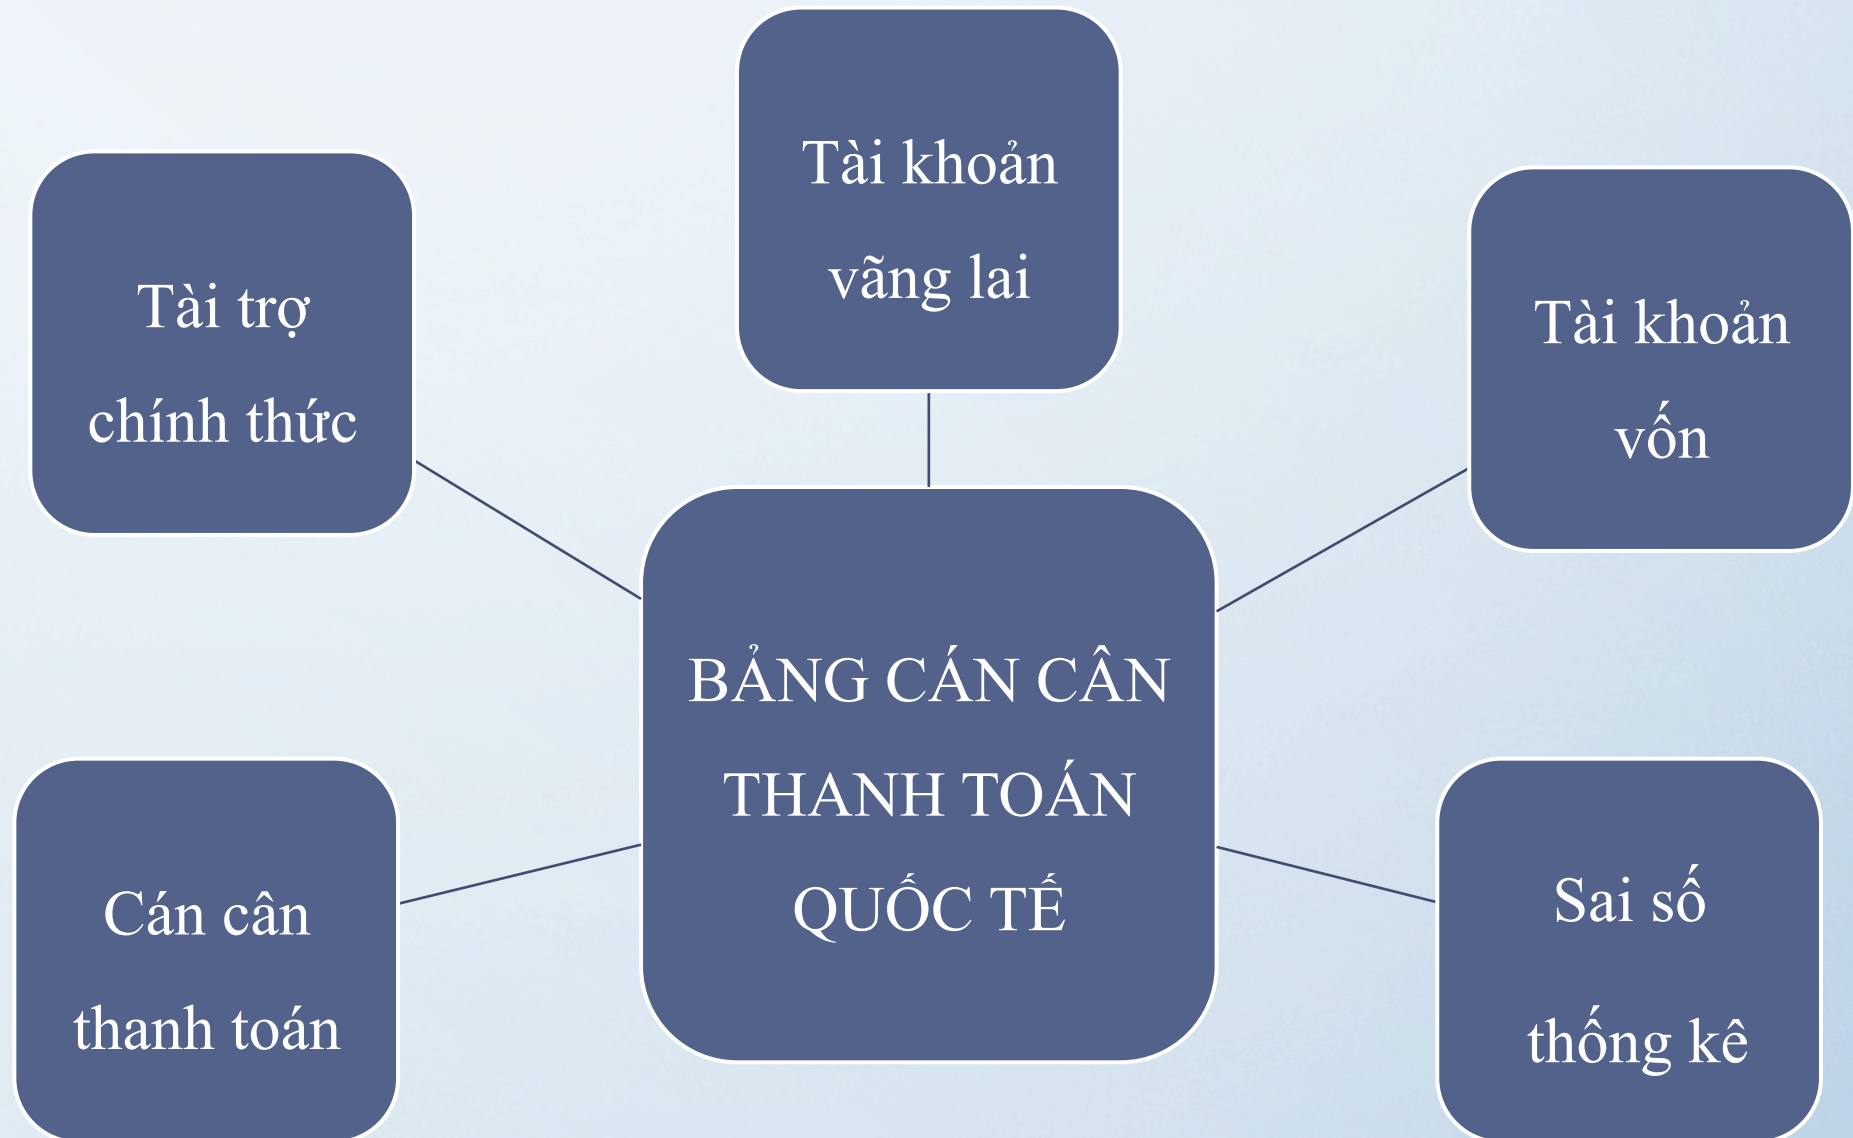 Tài khoản
vãng lai
Tài trợ
chính thức
Tài khoản
vốn
BẢNG CÁN CÂN
THANH TOÁN
QUỐC TẾ
Cán cân
thanh toán
Sai số
thống kê